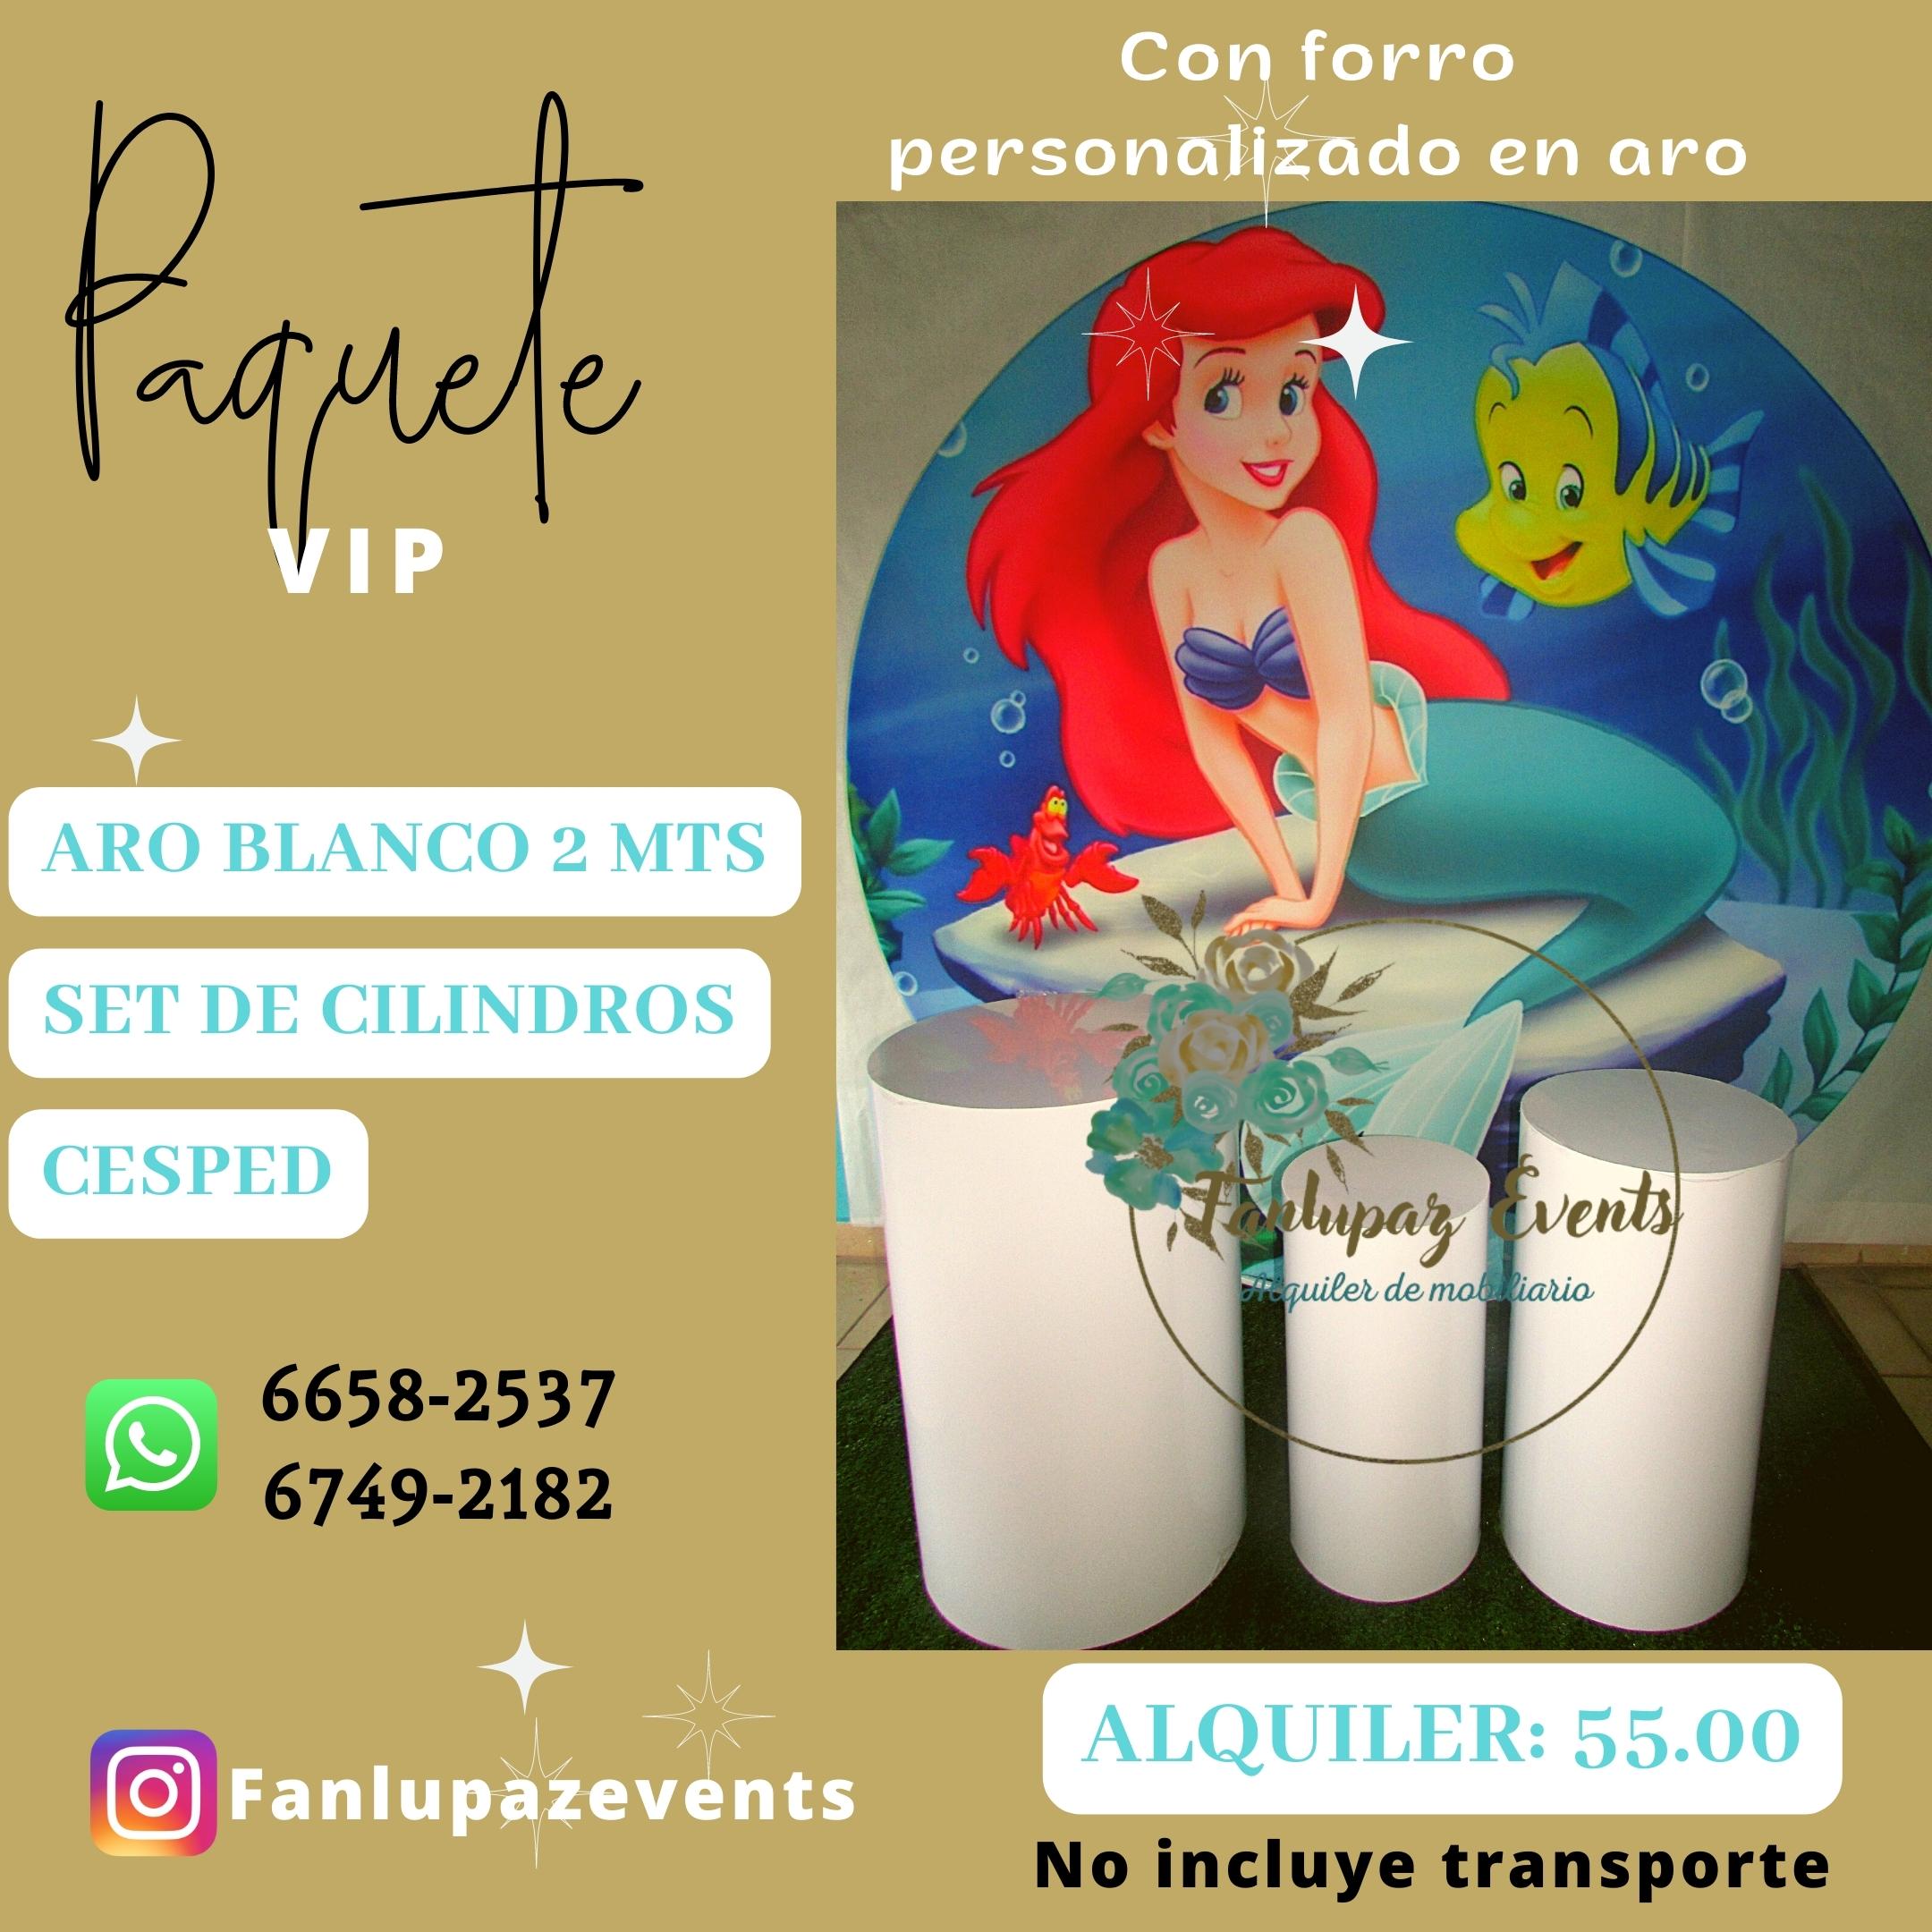 Paquete
VIP
Con forro
personalizado en aro
ARO BLANCO 2 MTS
SET DE CILINDROS
CESPED
6658-2537
6749-2182
Fanlupazevents
Fanlupaz Events
Alquiler de mobiliario
ALQUILER: 55.00
No incluye transporte